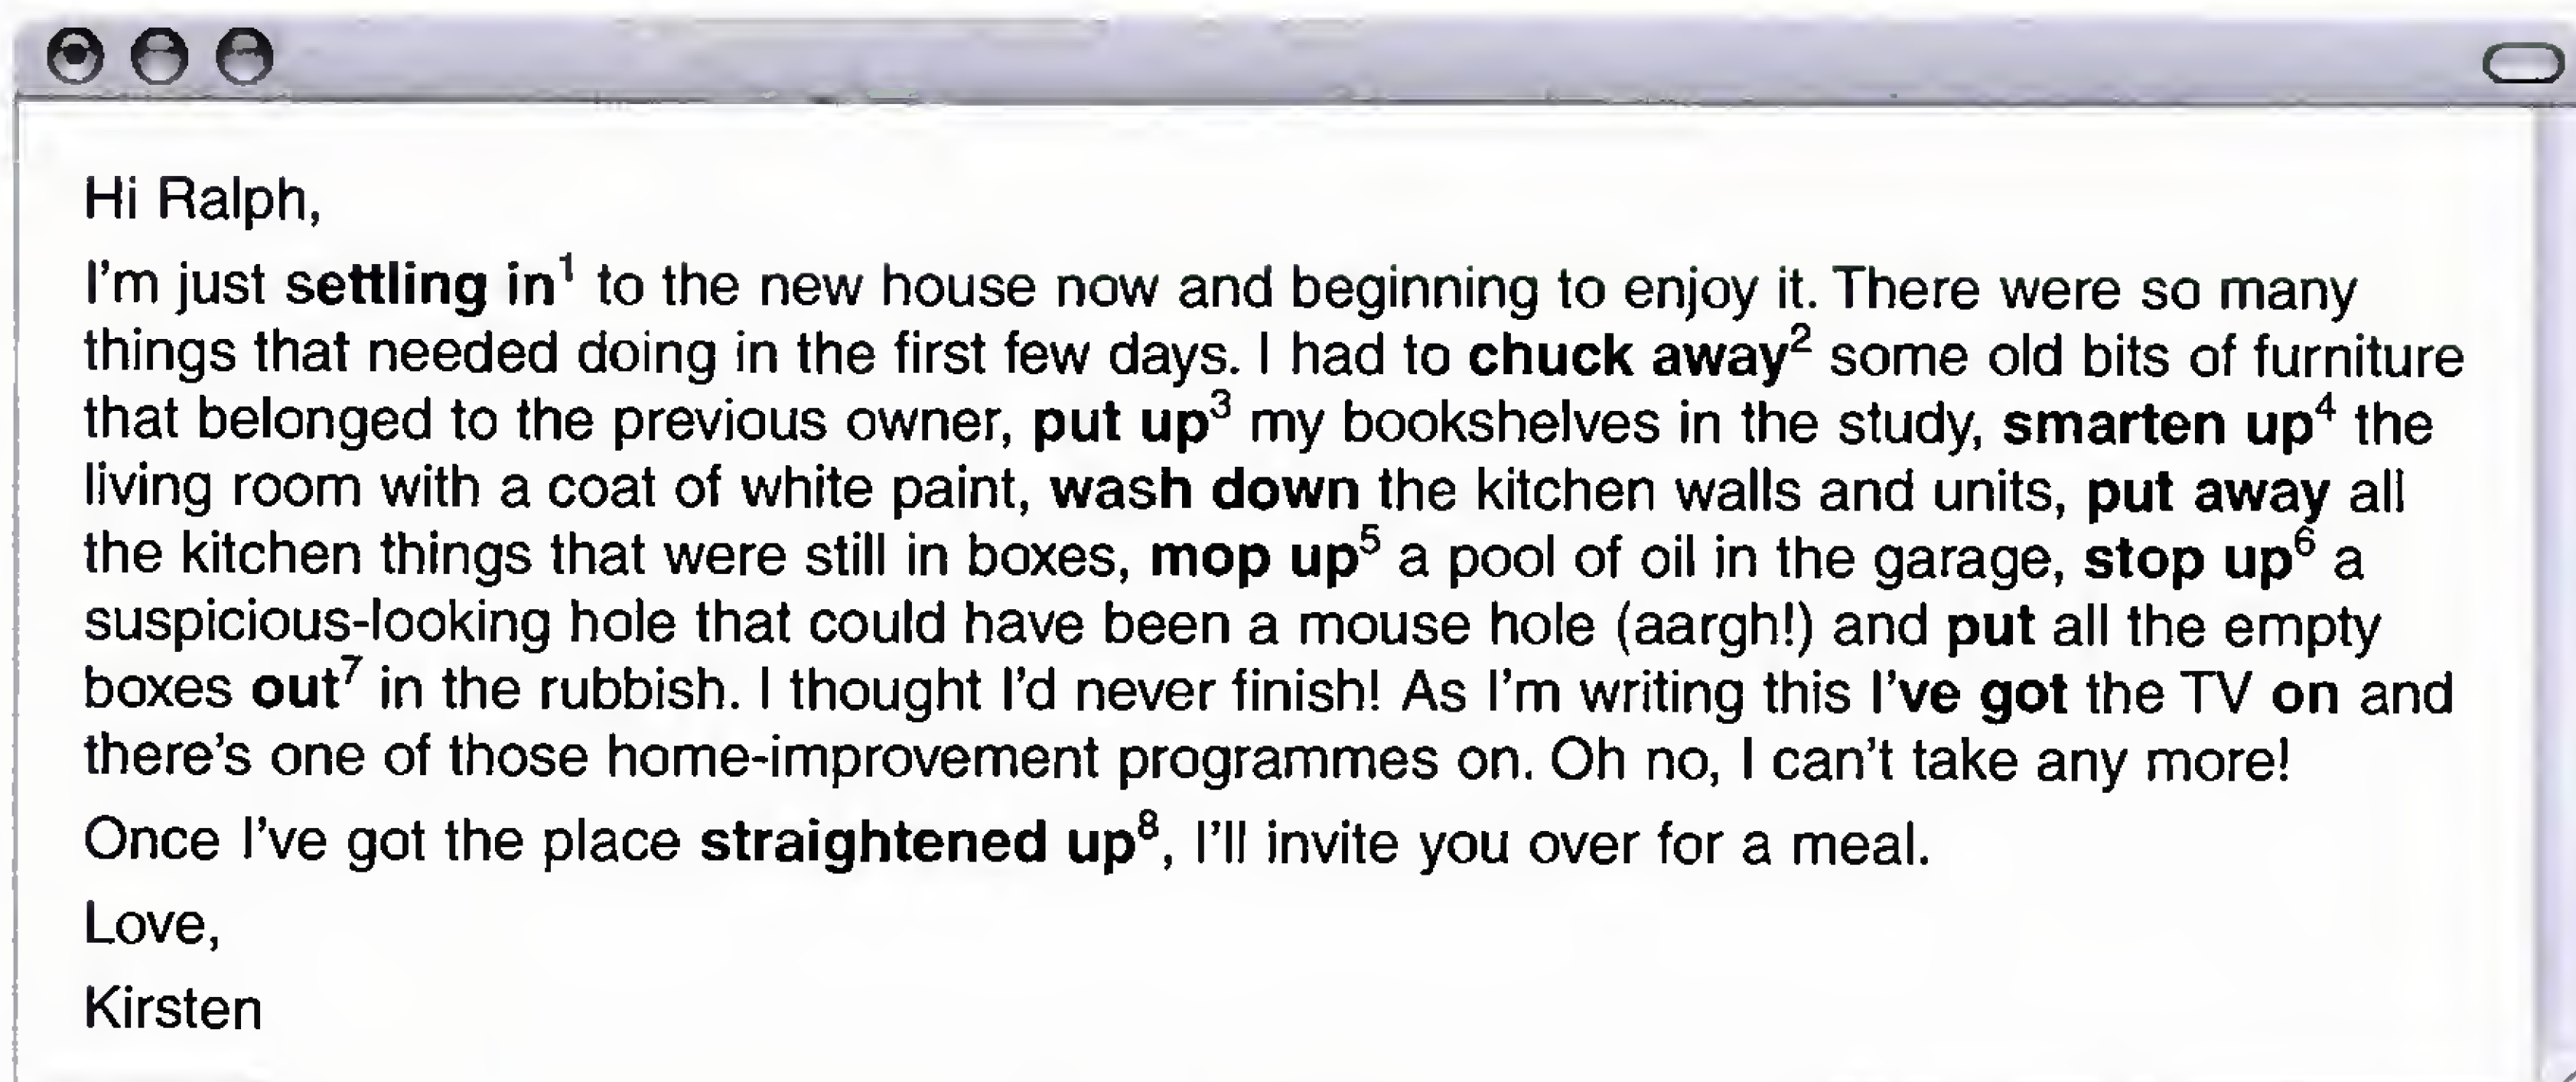 Hi Ralph,
I'm just settling in¹ to the new house now and beginning to enjoy it. There were so many
things that needed doing in the first few days. I had to chuck away² some old bits of furniture
that belonged to the previous owner, put up³ my bookshelves in the study, smarten up⁴ the
living room with a coat of white paint, wash down the kitchen walls and units, put away all
the kitchen things that were still in boxes, mop up⁵ a pool of oil in the garage, stop up⁶ a
suspicious-looking hole that could have been a mouse hole (aargh!) and put all the empty
boxes out⁷ in the rubbish. I thought I'd never finish! As I'm writing this I've got the TV on and
there's one of those home-improvement programmes on. Oh no, I can't take any more!
Once I've got the place straightened up⁸, I'll invite you over for a meal.
Love,
Kirsten